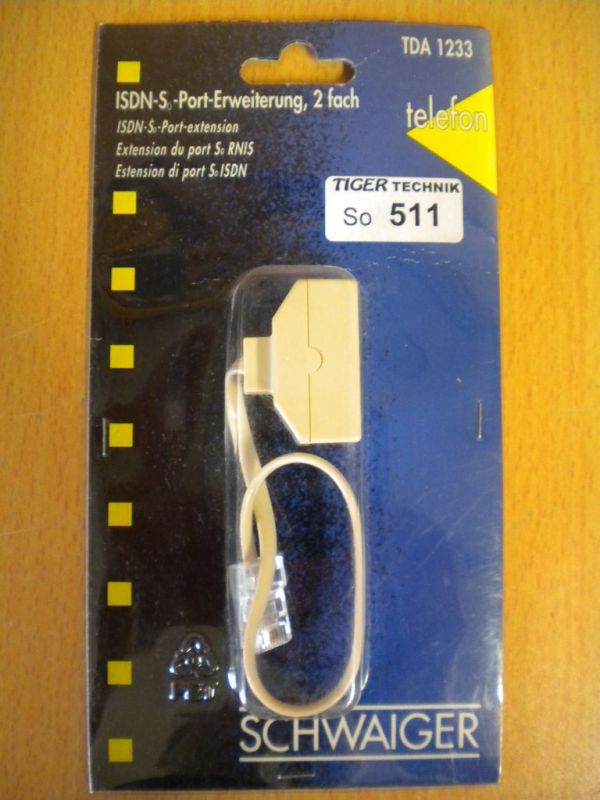 TDA 1233
ISDN-S₀-Port-Erweiterung, 2 fach
telefon
ISDN-S₀-Port-extension
Extension du port S₀ RNIS
Estension di port S₀ ISDN
TIGER TECHNIK
So 511
PET
SCHWAIGER